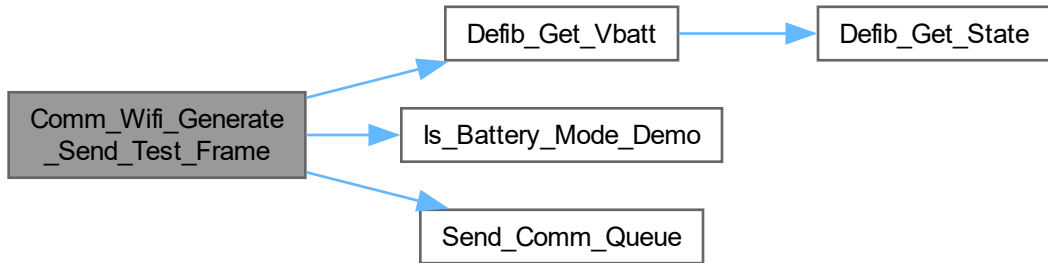 Defib_Get_Vbatt
Defib_Get_State
Comm_Wifi_Generate
_Send_Test_Frame
Is_Battery_Mode_Demo
Send_Comm_Queue